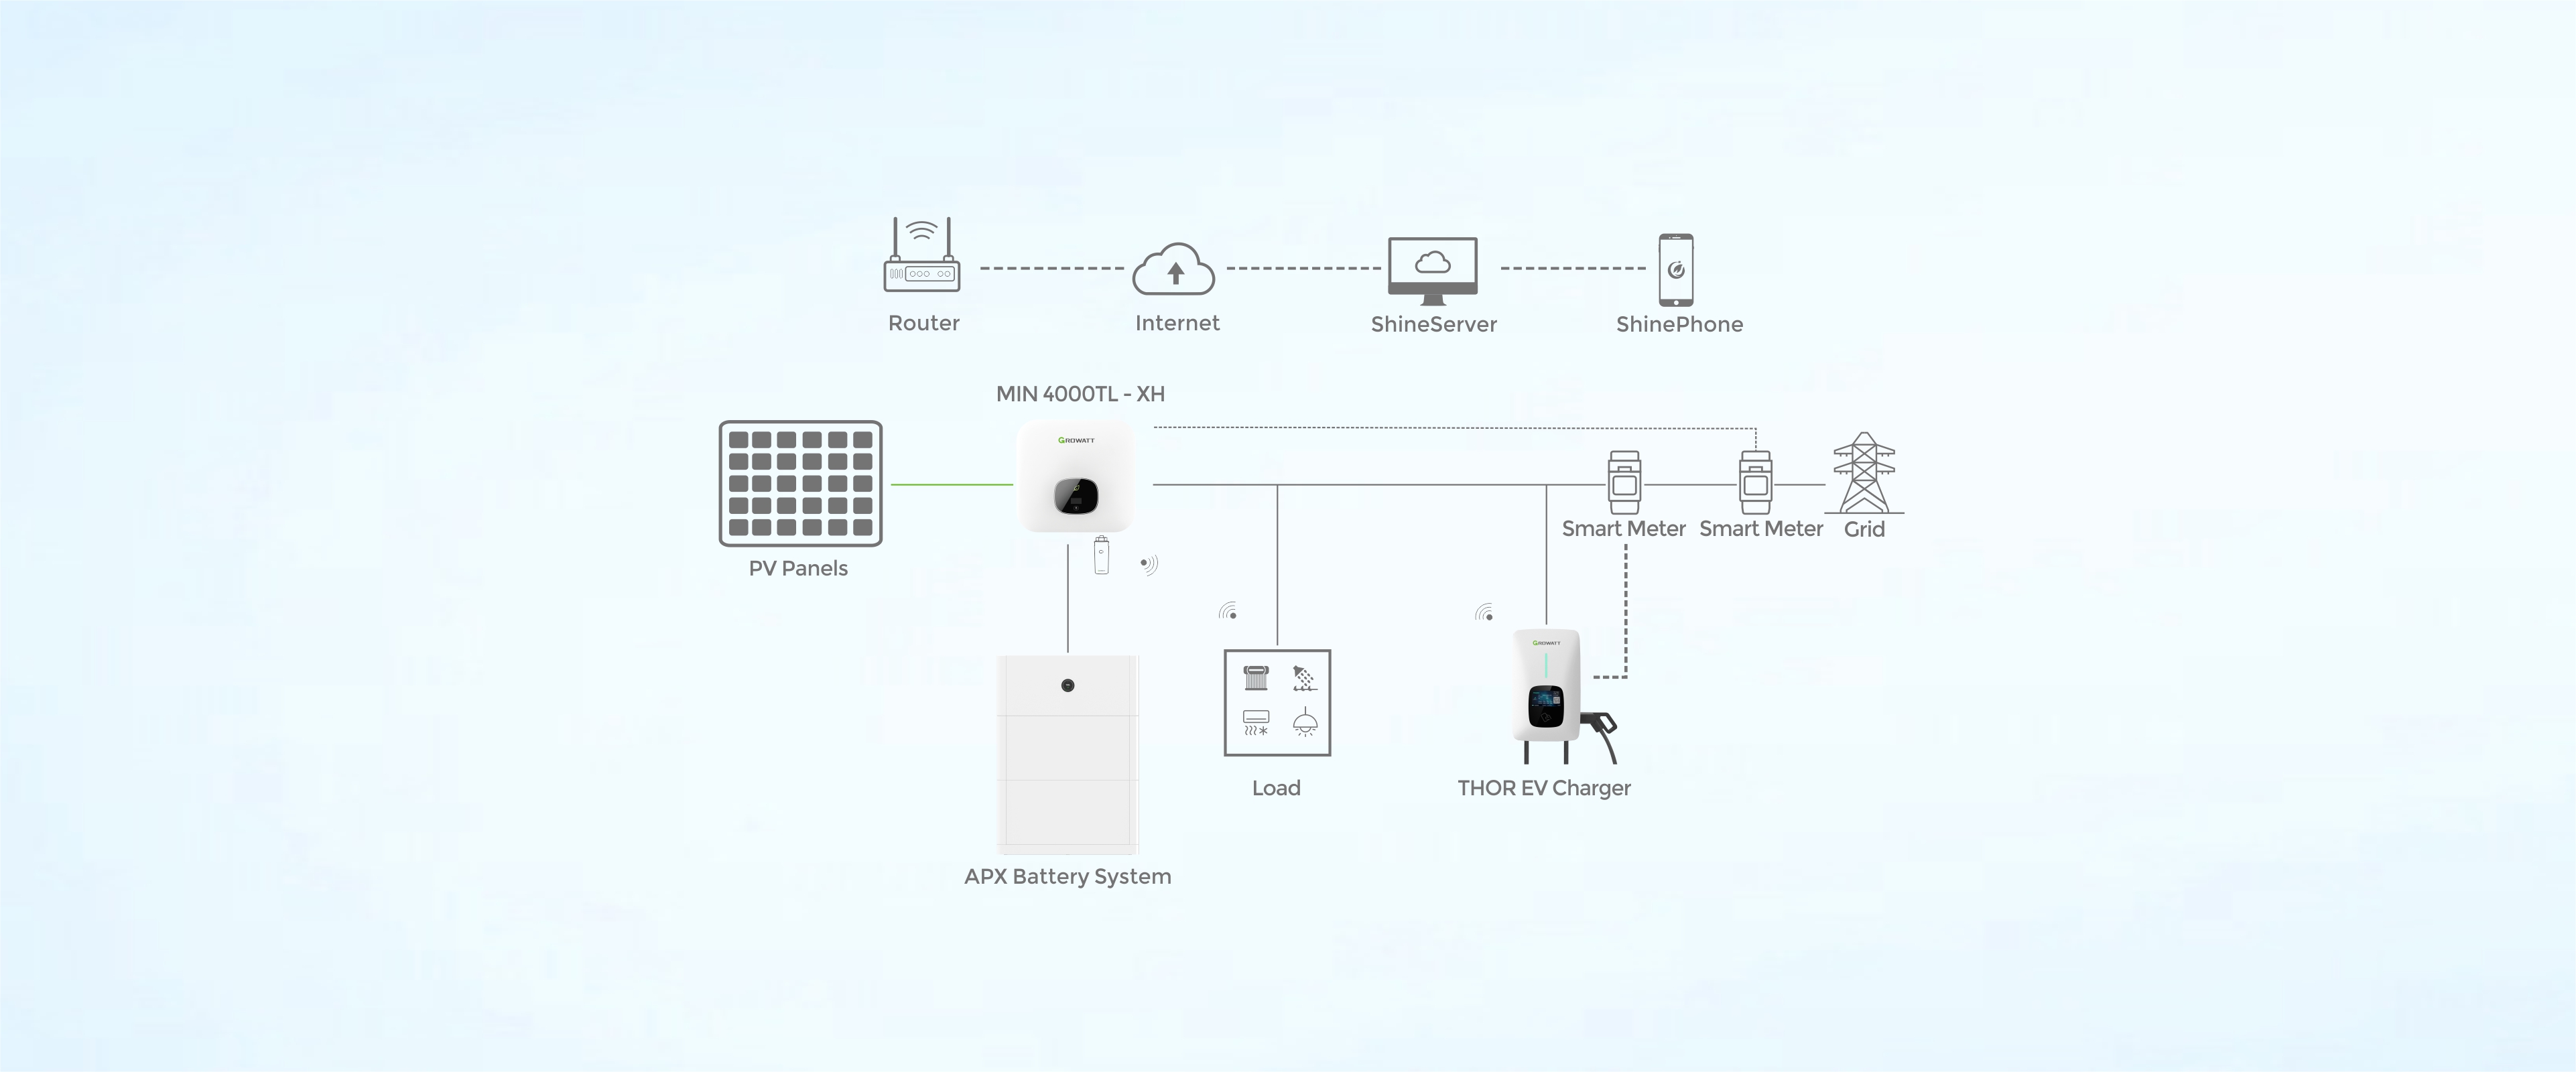 Router
Internet
ShineServer
ShinePhone
MIN 4000TL - XH
GROWATT
PV Panels
Smart Meter
Smart Meter
Grid
GROWATT
APX Battery System
Load
THOR EV Charger